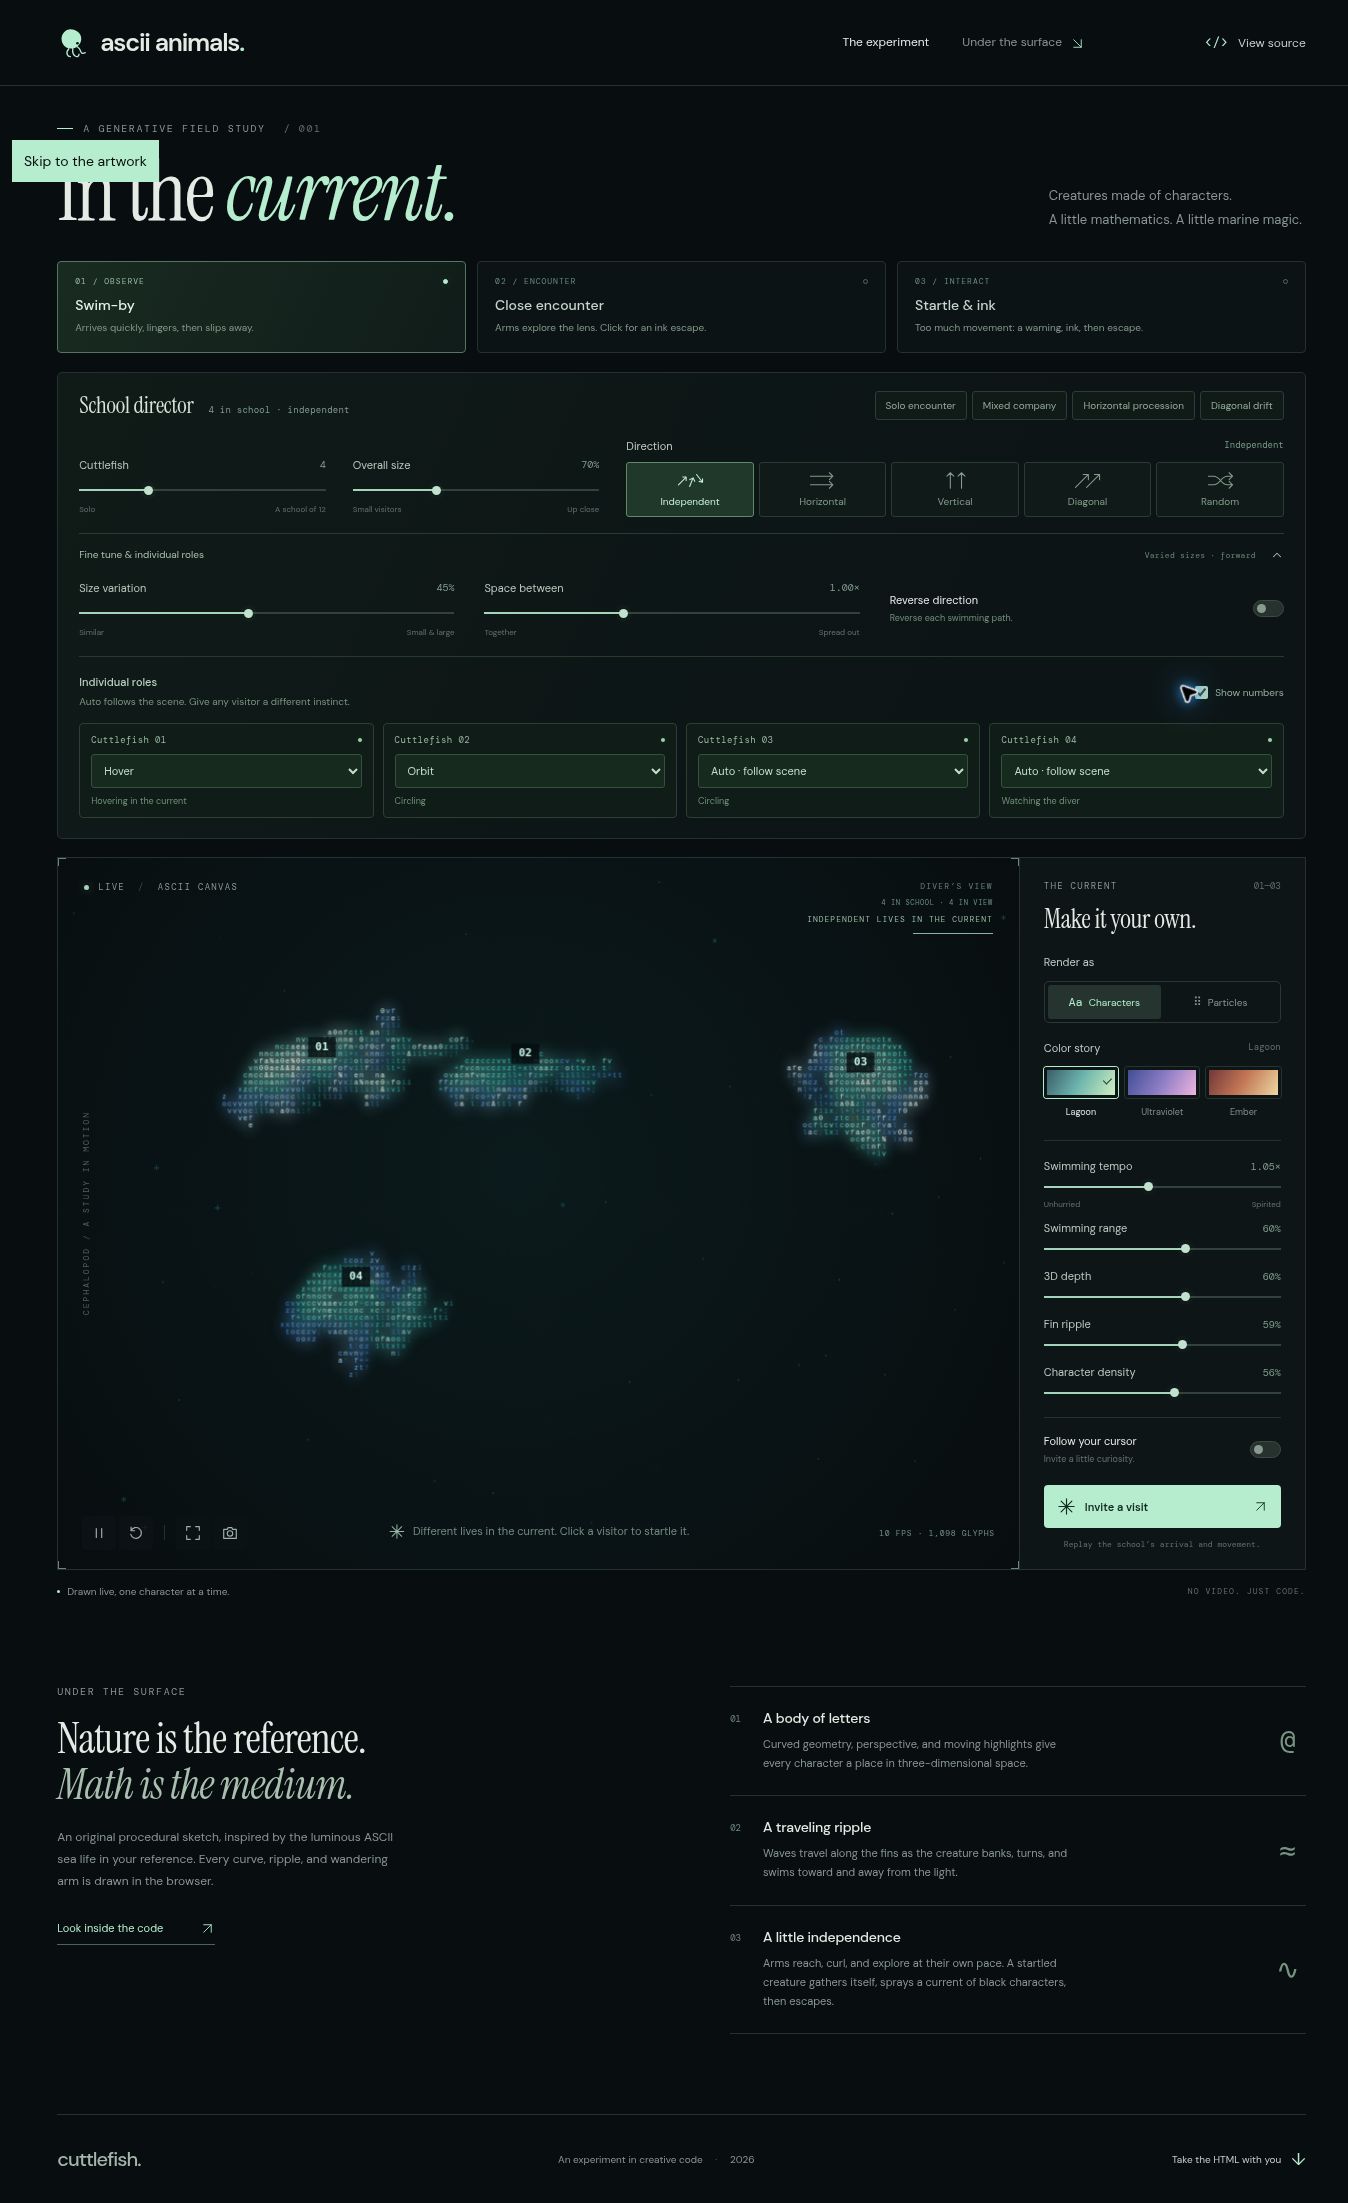 ascii animals.
The experiment
Under the surface
View source
A GENERATIVE FIELD STUDY / 001
Skip to the artwork
In the current.
Creatures made of characters.
A little mathematics. A little marine magic.
01 / OBSERVE
Swim-by
Arrives quickly, lingers, then slips away.
02 / ENCOUNTER
Close encounter
Arms explore the lens. Click for an ink escape.
03 / INTERACT
Startle & ink
Too much movement: a warning, ink, then escape.
School director
4 in school · independent
Solo encounter
Mixed company
Horizontal procession
Diagonal drift
Cuttlefish 4
Solo A school of 12
Overall size 70%
Small visitors Up close
Direction Independent
Independent
Horizontal
Vertical
Diagonal
Random
Fine tune & individual roles
Varied sizes · forward
Size variation 45%
Similar Small & large
Space between 1.00×
Together Spread out
Reverse direction
Reverse each swimming path.
Individual roles
Auto follows the scene. Give any visitor a different instinct.
Show numbers
Cuttlefish 01
Hover
Hovering in the current
Cuttlefish 02
Orbit
Circling
Cuttlefish 03
Auto · follow scene
Circling
Cuttlefish 04
Auto · follow scene
Watching the diver
LIVE / ASCII CANVAS
DIVER'S VIEW
4 IN SCHOOL · 4 IN VIEW
INDEPENDENT LIVES IN THE CURRENT
01
02
03
04
CEPHALOPOD / A STUDY IN MOTION
Different lives in the current. Click a visitor to startle it.
10 FPS · 1,098 GLYPHS
THE CURRENT 01—03
Make it your own.
Render as
Aa Characters
Particles
Color story Lagoon
Lagoon
Ultraviolet
Ember
Swimming tempo 1.05×
Unhurried Spirited
Swimming range 60%
3D depth 60%
Fin ripple 59%
Character density 56%
Follow your cursor
Invite a little curiosity.
Invite a visit
Replay the school's arrival and movement.
Drawn live, one character at a time.
NO VIDEO. JUST CODE.
UNDER THE SURFACE
Nature is the reference.
Math is the medium.
An original procedural sketch, inspired by the luminous ASCII
sea life in your reference. Every curve, ripple, and wandering
arm is drawn in the browser.
Look inside the code
01
A body of letters
Curved geometry, perspective, and moving highlights give
every character a place in three-dimensional space.
@
02
A traveling ripple
Waves travel along the fins as the creature banks, turns, and
swims toward and away from the light.
≈
03
A little independence
Arms reach, curl, and explore at their own pace. A startled
creature gathers itself, sprays a current of black characters,
then escapes.
∿
cuttlefish.
An experiment in creative code · 2026
Take the HTML with you